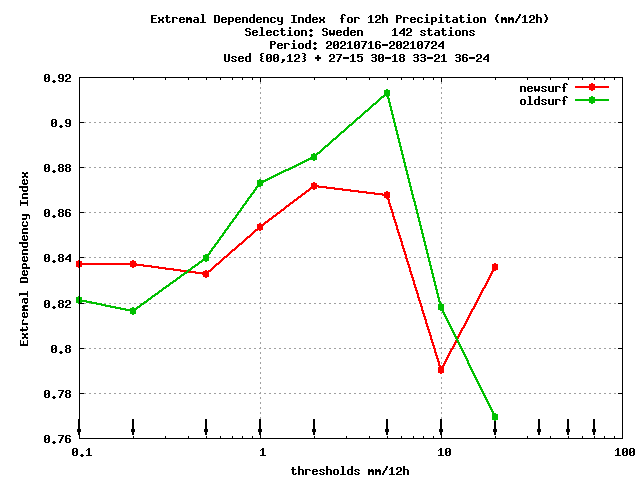 Extremal Dependency Index  for 12h Precipitation (mm/12h)
Selection: Sweden    142 stations
Period: 20210716-20210724
Used {00,12} + 27-15 30-18 33-21 36-24
newsurf
oldsurf
0.92
0.9
0.88
0.86
0.84
0.82
0.8
0.78
0.76
Extremal Dependency Index
0.1
1
10
100
thresholds mm/12h